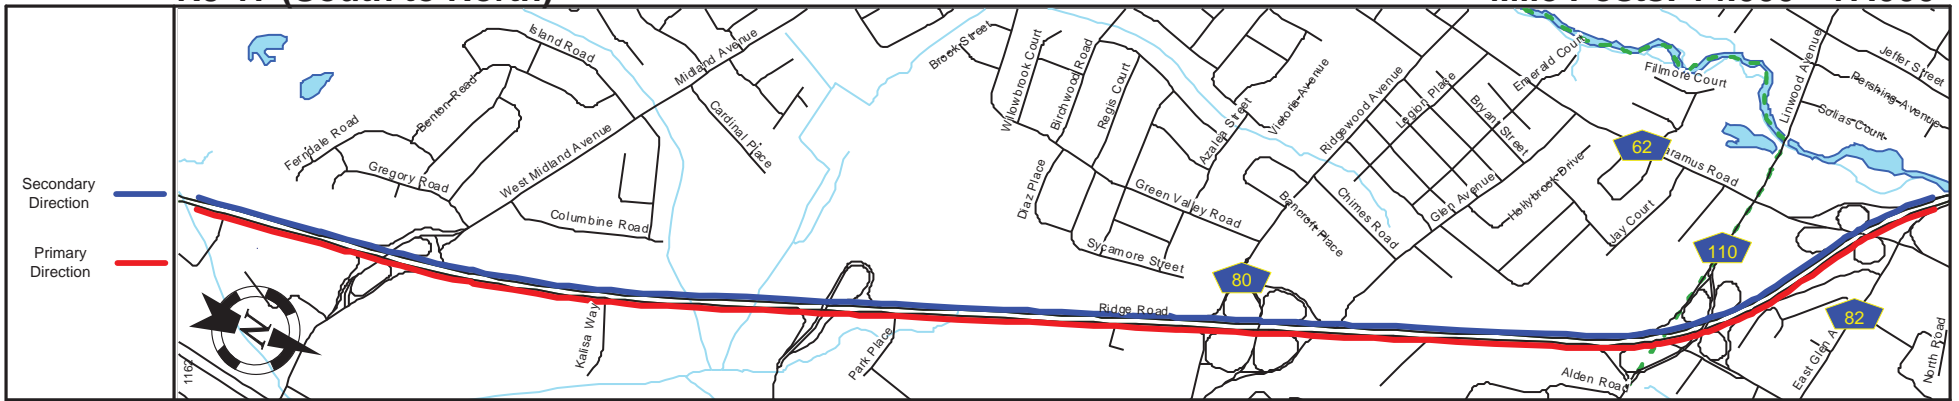 Secondary
Direction
Primary
Direction
Island Road
Midland Avenue
Benton Road
Ferndale Road
Gregory Road
West Midland Avenue
Cardinal Place
Columbine Road
Kalisa Way
Park Place
Brook Street
Willowbrook Court
Birchwood Road
Regis Court
Diaz Place
Azalea Street
Victoria Avenue
Green Valley Road
Sycamore Street
Bancroft Place
Chimes Road
Ridgewood Avenue
Legion Place
Bryant Street
Emerald Court
Glen Avenue
Hollybrook Drive
Jay Court
Fillmore Court
Linwood Avenue
Jeffer Street
Pershing Avenue
Solias Court
62
80
110
82
Ridge Road
Alden Road
East Glen A
North Road
N
1162